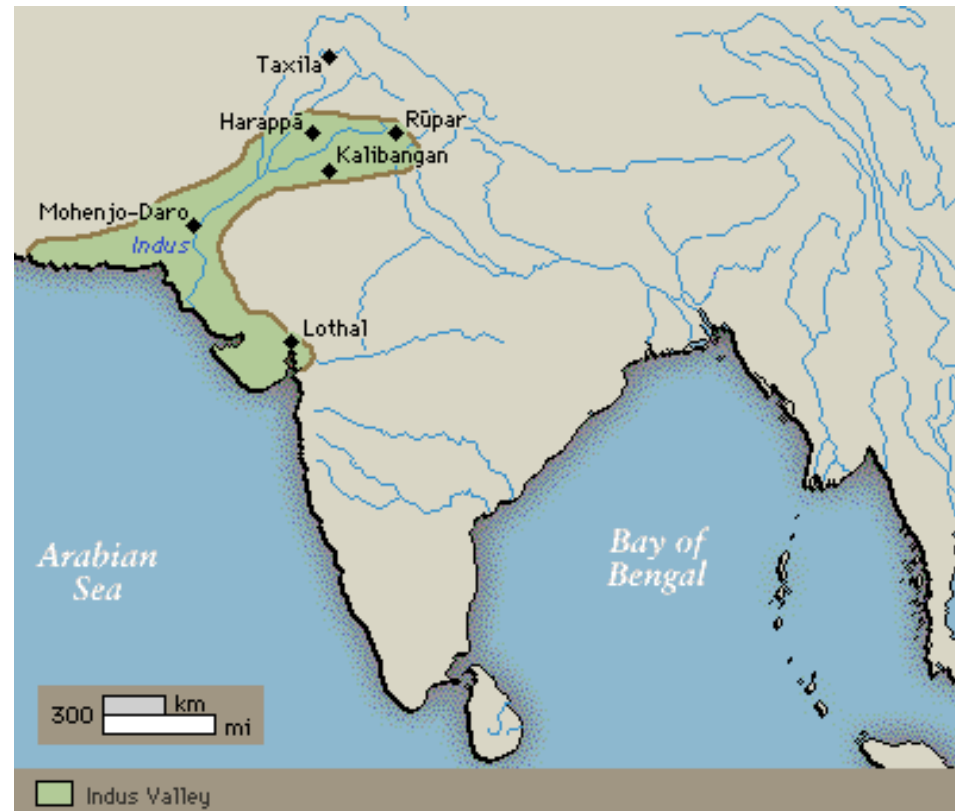 Taxila
Harappā
Rūpar
Kalibangan
Mohenjo-Daro
Indus
Lothal
Arabian
Sea
Bay of
Bengal
300 km
mi
Indus Valley